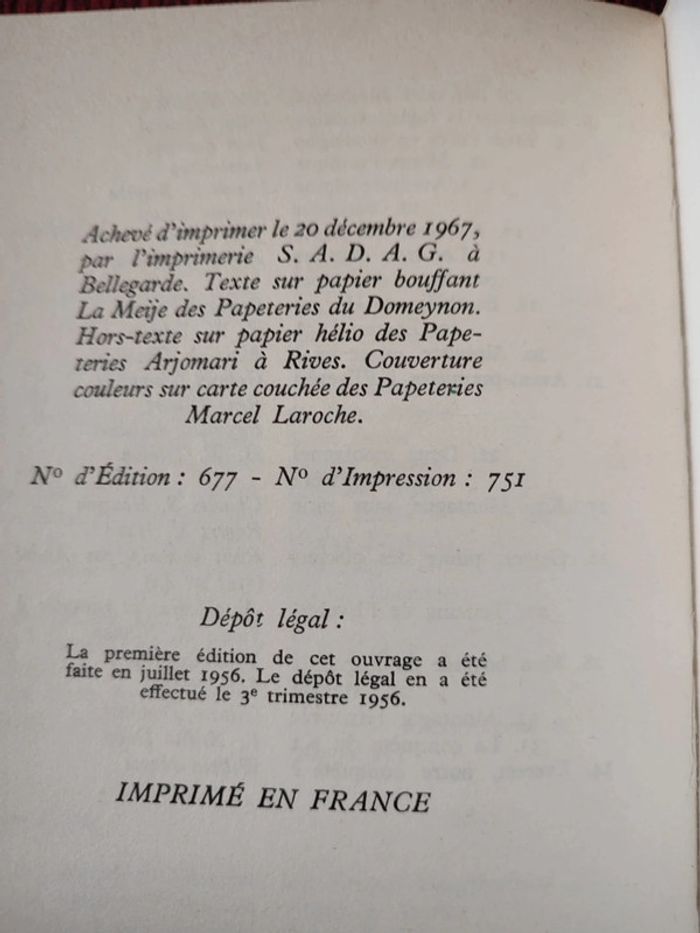 Achevé d'imprimer le 20 décembre 1967,
par l'imprimerie S. A. D. A. G. à
Bellegarde. Texte sur papier bouffant
La Meije des Papeteries du Domeynon.
Hors-texte sur papier hélio des Pape-
teries Arjomari à Rives. Couverture
couleurs sur carte couchée des Papeteries
Marcel Laroche.
Nº d'Édition : 677 - Nº d'Impression : 751
Dépôt légal :
La première édition de cet ouvrage a été
faite en juillet 1956. Le dépôt légal en a été
effectué le 3e trimestre 1956.
IMPRIMÉ EN FRANCE